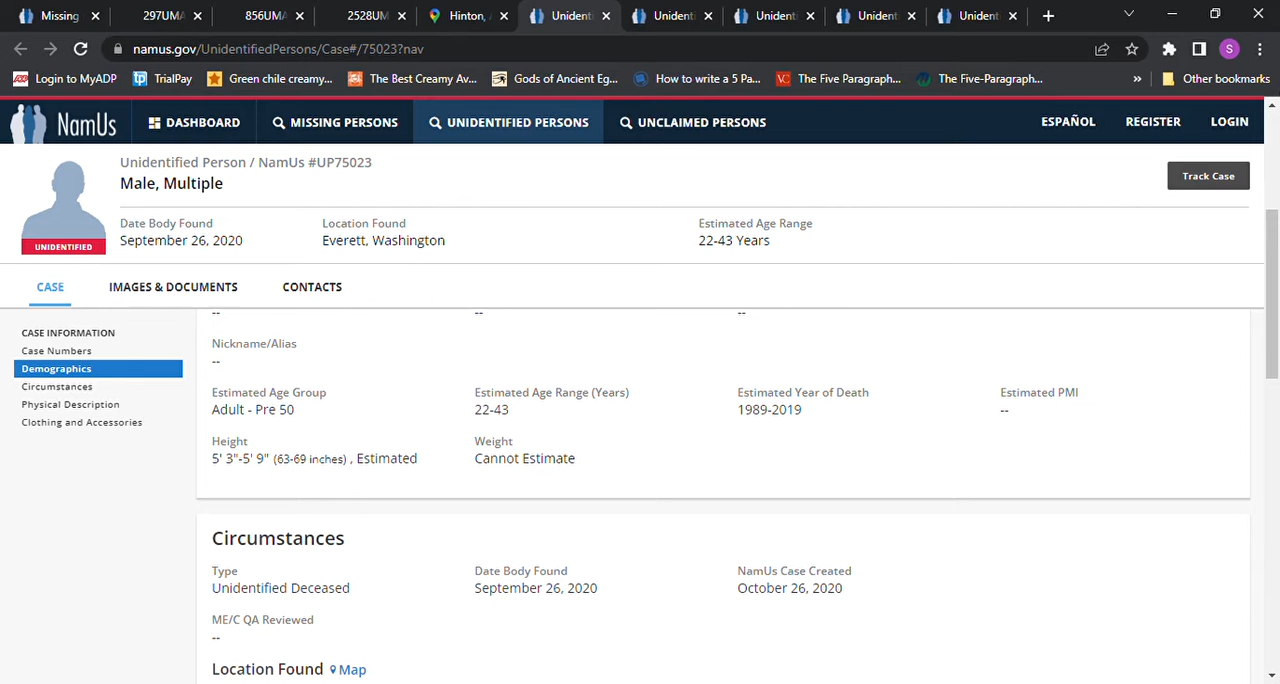 Missing 297UMA 856UMA 2528UM Hinton, Unidenti Unidenti Unidenti Unidenti Unidenti
namus.gov/UnidentifiedPersons/Case#/75023?nav S
Login to MyADP TrialPay Green chile creamy... The Best Creamy Av... Gods of Ancient Eg... How to write a 5 Pa... The Five Paragraph... The Five-Paragraph... » Other bookmarks
NamUs DASHBOARD MISSING PERSONS UNIDENTIFIED PERSONS UNCLAIMED PERSONS ESPAÑOL REGISTER LOGIN
Unidentified Person / NamUs #UP75023
Male, Multiple
Track Case
Date Body Found Location Found Estimated Age Range
September 26, 2020 Everett, Washington 22-43 Years
UNIDENTIFIED
CASE IMAGES & DOCUMENTS CONTACTS
CASE INFORMATION
Case Numbers
Demographics
Circumstances
Physical Description
Clothing and Accessories
-- -- --
Nickname/Alias
--
Estimated Age Group Estimated Age Range (Years) Estimated Year of Death Estimated PMI
Adult - Pre 50 22-43 1989-2019 --
Height Weight
5' 3"-5' 9" (63-69 inches) , Estimated Cannot Estimate
Circumstances
Type Date Body Found NamUs Case Created
Unidentified Deceased September 26, 2020 October 26, 2020
ME/C QA Reviewed
--
Location Found Map